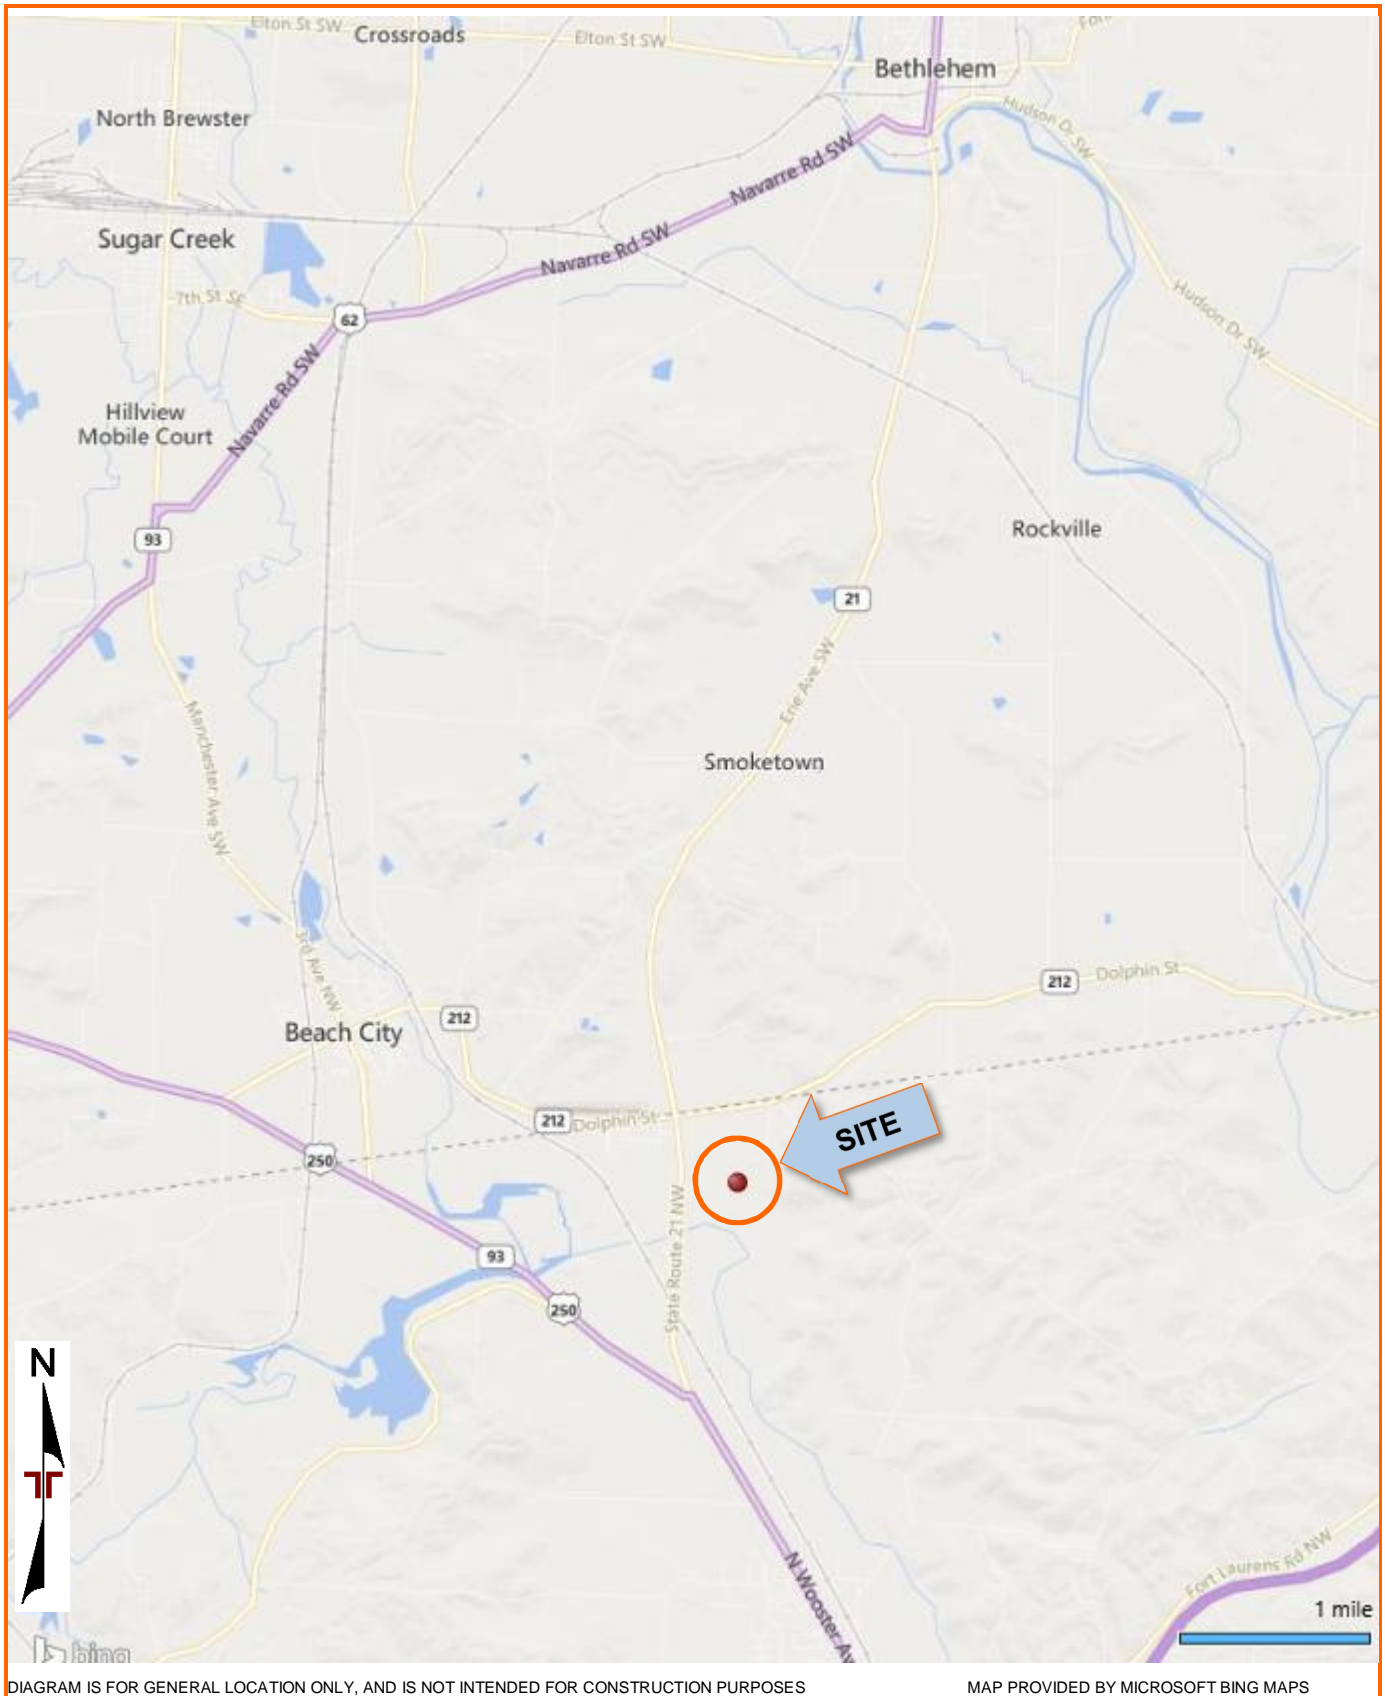 Elton St SW
Crossroads
Elton St SW
Bethlehem
North Brewster
Hudson Dr SW
Navarre Rd SW
Sugar Creek
Navarre Rd SW
7th St SE
Hudson Dr SW
62
Navarre Rd SW
Hillview
Mobile Court
93
Rockville
21
Erie Ave SW
Manchester Ave SW
Smoketown
3rd Ave NW
212
Dolphin St
212
Beach City
212
Dolphin St
SITE
250
State Route 21 NW
93
250
N
N Wooster Av
Fort Laurens Rd NW
1 mile
bing
DIAGRAM IS FOR GENERAL LOCATION ONLY, AND IS NOT INTENDED FOR CONSTRUCTION PURPOSES
MAP PROVIDED BY MICROSOFT BING MAPS